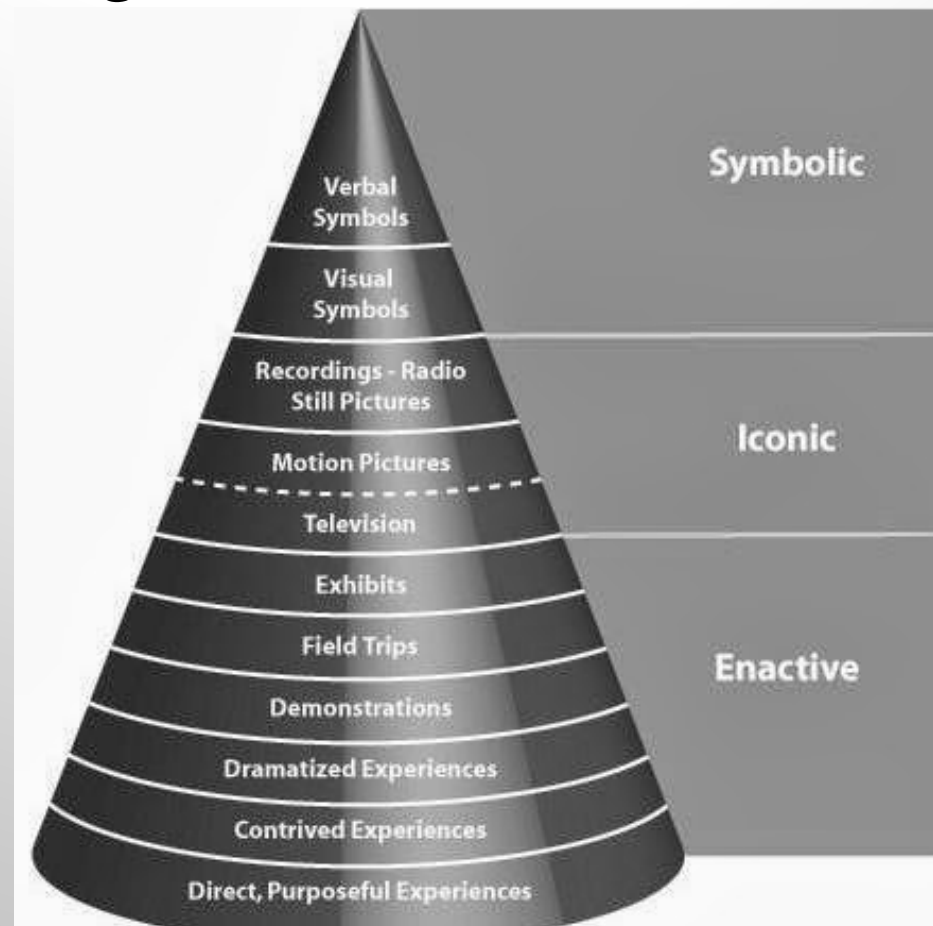 Verbal
Symbols
Visual
Symbols
Recordings - Radio
Still Pictures
Motion Pictures
Television
Exhibits
Field Trips
Demonstrations
Dramatized Experiences
Contrived Experiences
Direct, Purposeful Experiences
Symbolic
Iconic
Enactive